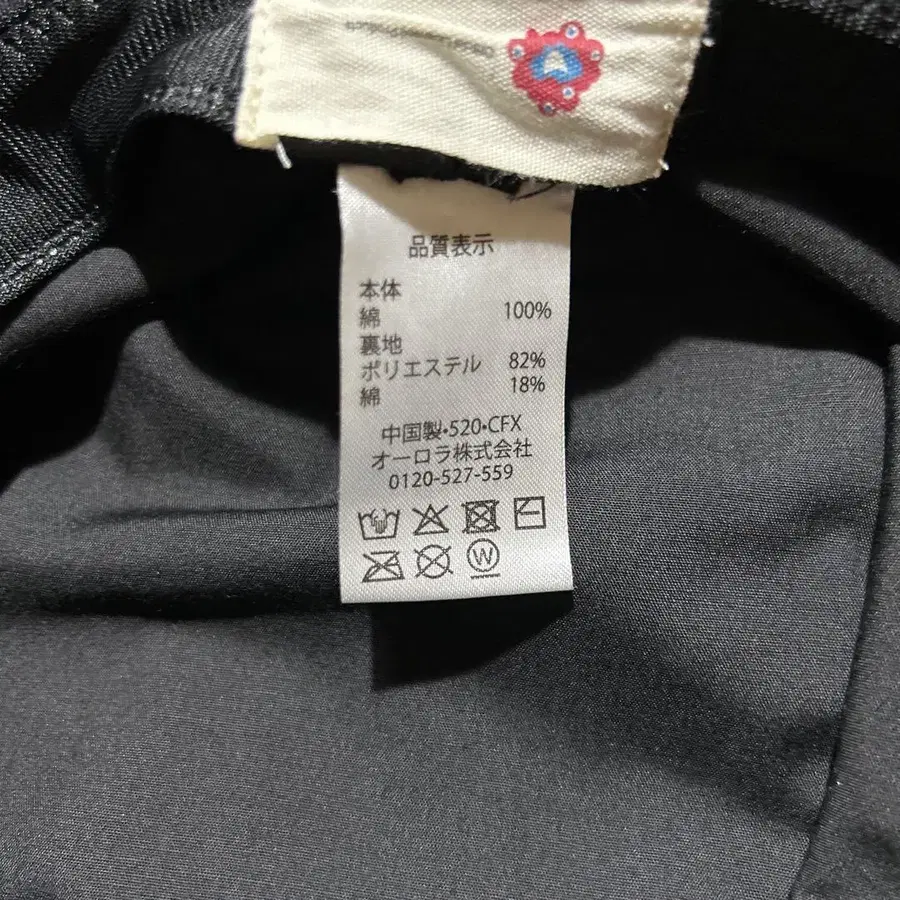 品質表示
本体
綿 100%
裏地
ポリエステル 82%
綿 18%
中国製・520・CFX
オーロラ株式会社
0120-527-559
W